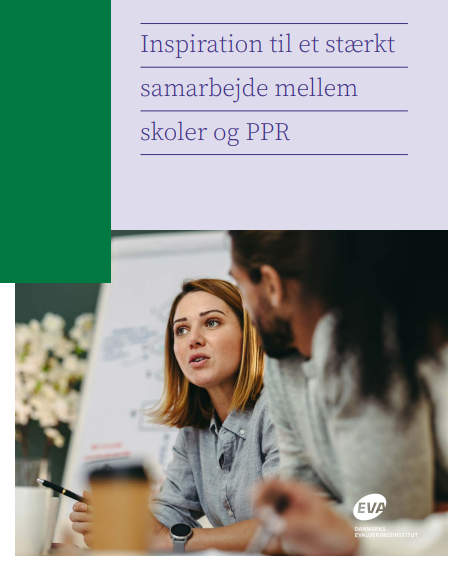 Inspiration til et stærkt
samarbejde mellem
skoler og PPR
EVA
DANMARKS
EVALUERINGSINSTITUT